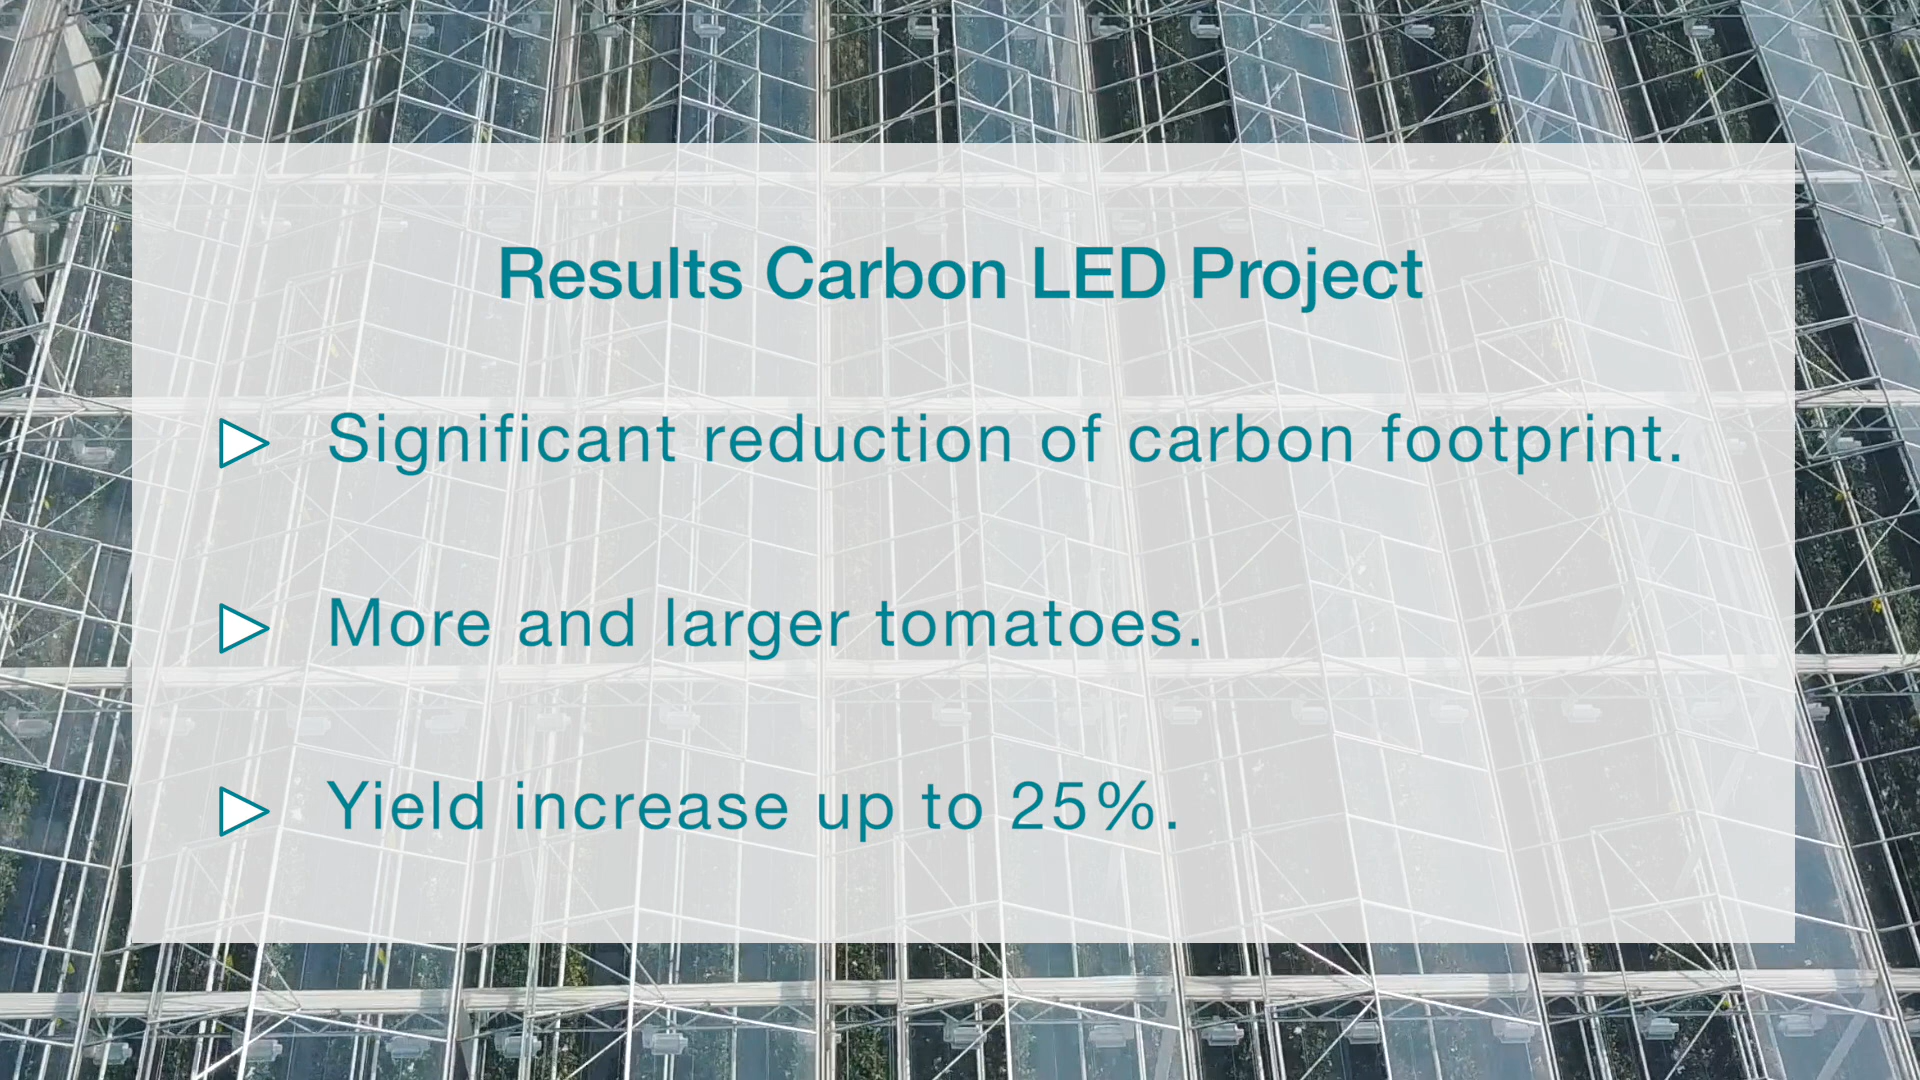 Results Carbon LED Project
Significant reduction of carbon footprint.
More and larger tomatoes.
Yield increase up to 25%.